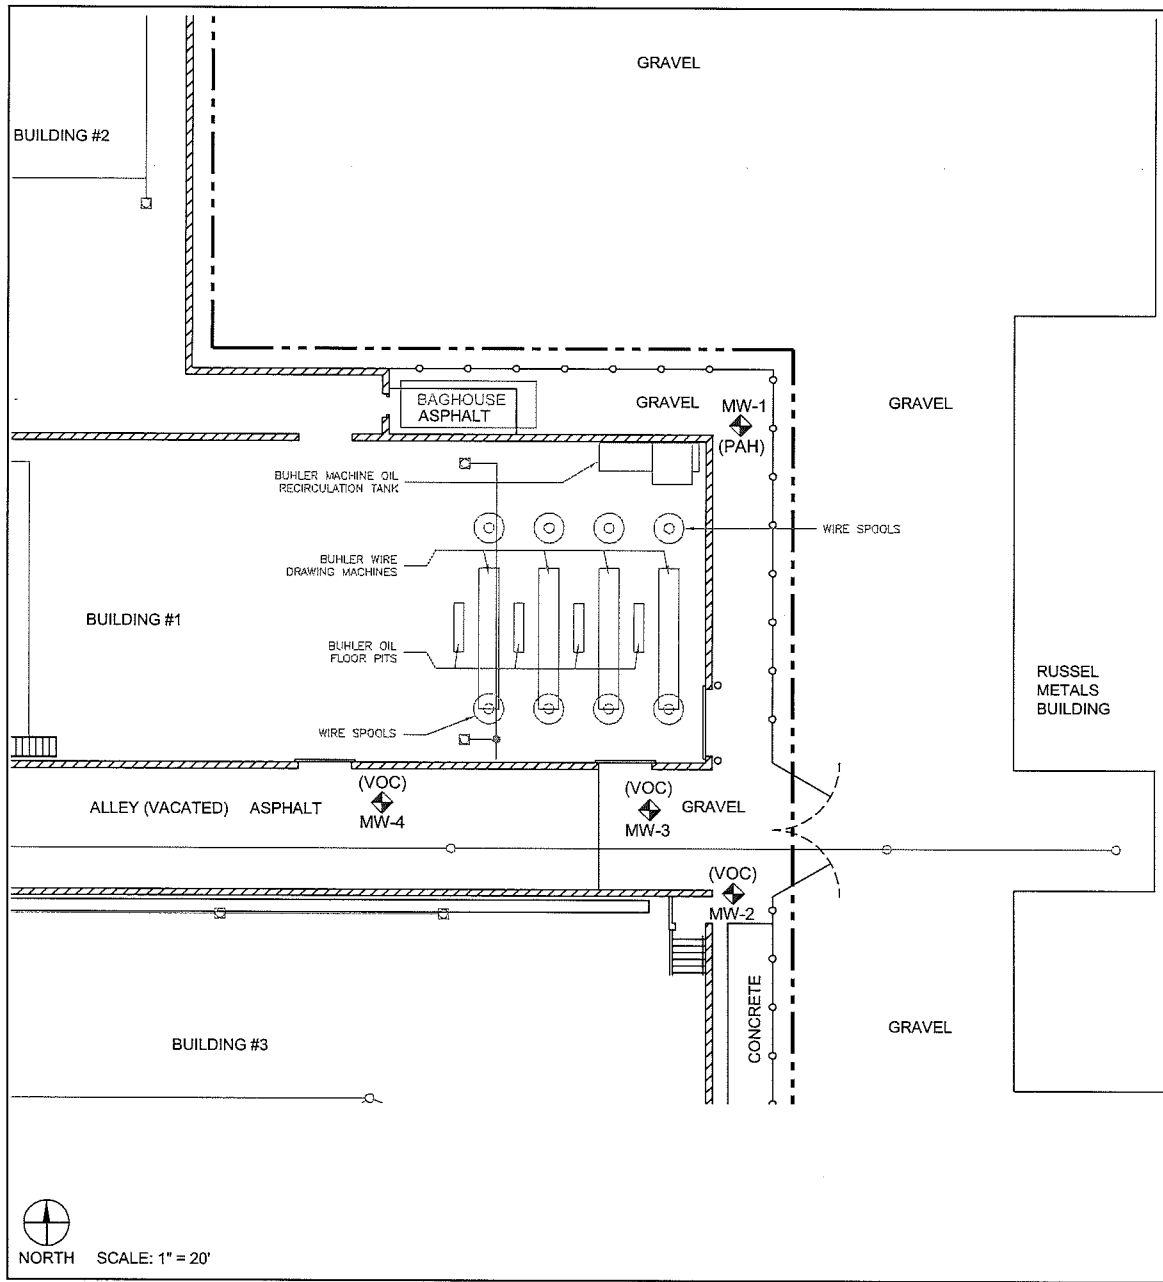 GRAVEL
BUILDING #2
BAGHOUSE
ASPHALT
GRAVEL
MW-1
(PAH)
GRAVEL
BUHLER MACHINE OIL
RECIRCULATION TANK
WIRE SPOOLS
BUHLER WIRE
DRAWING MACHINES
BUILDING #1
BUHLER OIL
FLOOR PITS
RUSSEL
METALS
BUILDING
WIRE SPOOLS
(VOC)
MW-4
(VOC)
MW-3
ALLEY (VACATED) ASPHALT
GRAVEL
(VOC)
MW-2
CONCRETE
BUILDING #3
GRAVEL
NORTH SCALE: 1" = 20'